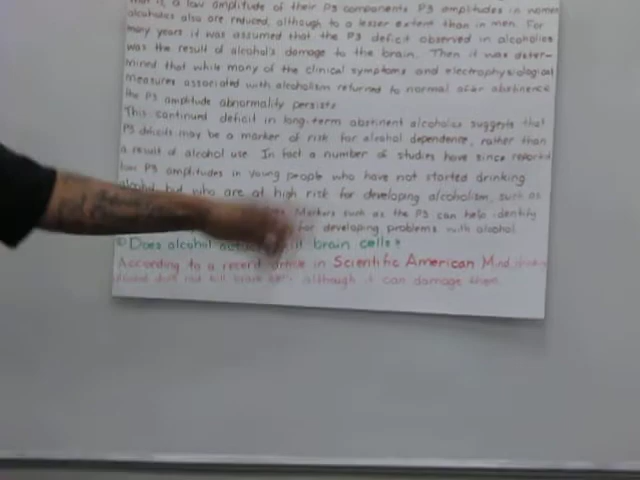 that is a low amplitude of their P3 components P3 amplitudes in women
alcoholics also are reduced, although to a lesser extent than in men. For
many years it was assumed that the P3 deficit observed in alcoholics
was the result of alcohol's damage to the brain. Then it was deter-
mined that while many of the clinical symptoms and electrophysiological
measures associated with alcoholism returned to normal after abstinence
the P3 amplitude abnormality persists
This continued deficit in long-term abstinent alcoholics suggests that
P3 deficits may be a marker of risk for alcohol dependence, rather than
a result of alcohol use. In fact a number of studies have since reported
low P3 amplitudes in young people who have not started drinking
alcohol but who are at high risk for developing alcoholism, such as
Markers such as the P3 can help identify
for developing problems with alcohol
Does alcohol brain cells?
According to a recent article in Scientific American Mind
although it can damage them